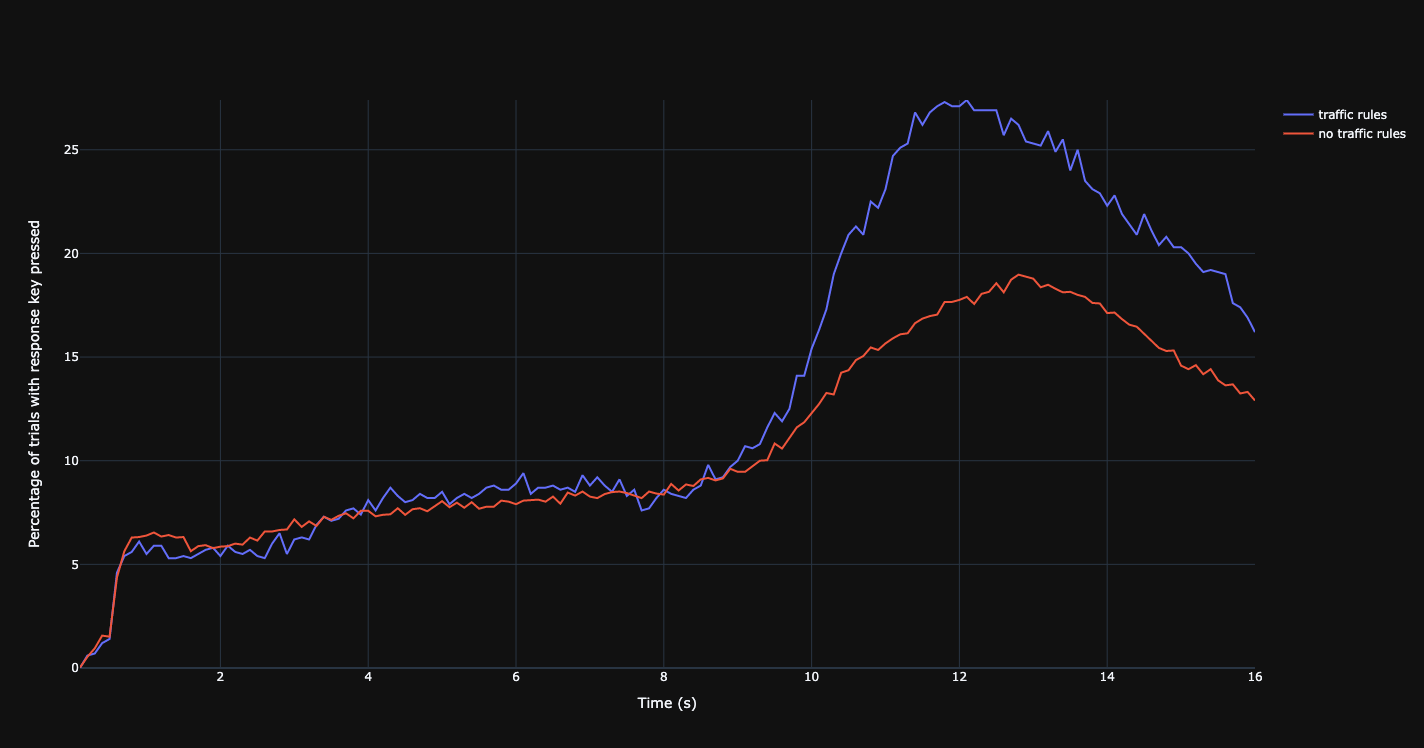 traffic rules
no traffic rules
Percentage of trials with response key pressed
25
20
15
10
5
0
2 4 6 8 10 12 14 16
Time (s)